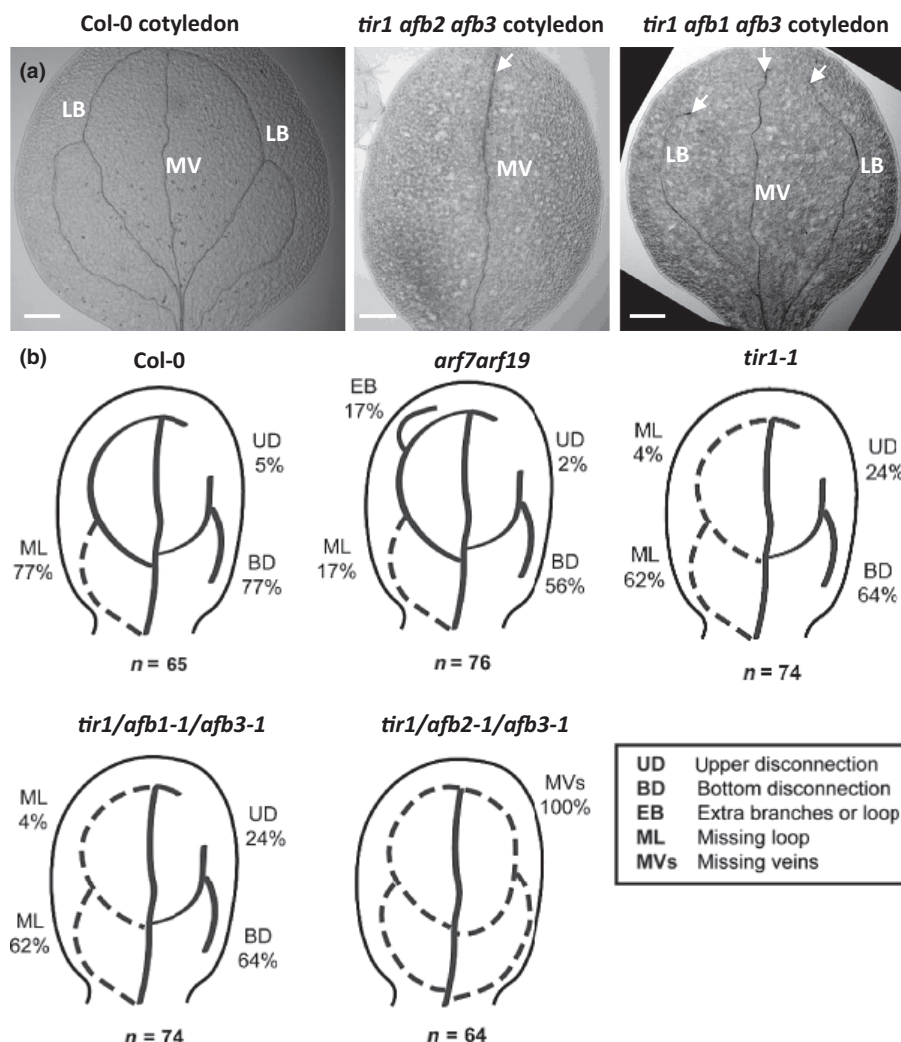 Col-0 cotyledon
tir1 afb2 afb3 cotyledon
tir1 afb1 afb3 cotyledon
(a)
LB
MV
LB
MV
LB
MV
LB
(b)
Col-0
UD
5%
ML
77%
BD
77%
n = 65
arf7arf19
EB
17%
UD
2%
ML
17%
BD
56%
n = 76
tir1-1
ML
4%
UD
24%
ML
62%
BD
64%
n = 74
tir1/afb1-1/afb3-1
ML
4%
UD
24%
ML
62%
BD
64%
n = 74
tir1/afb2-1/afb3-1
MVs
100%
n = 64
UD Upper disconnection
BD Bottom disconnection
EB Extra branches or loop
ML Missing loop
MVs Missing veins